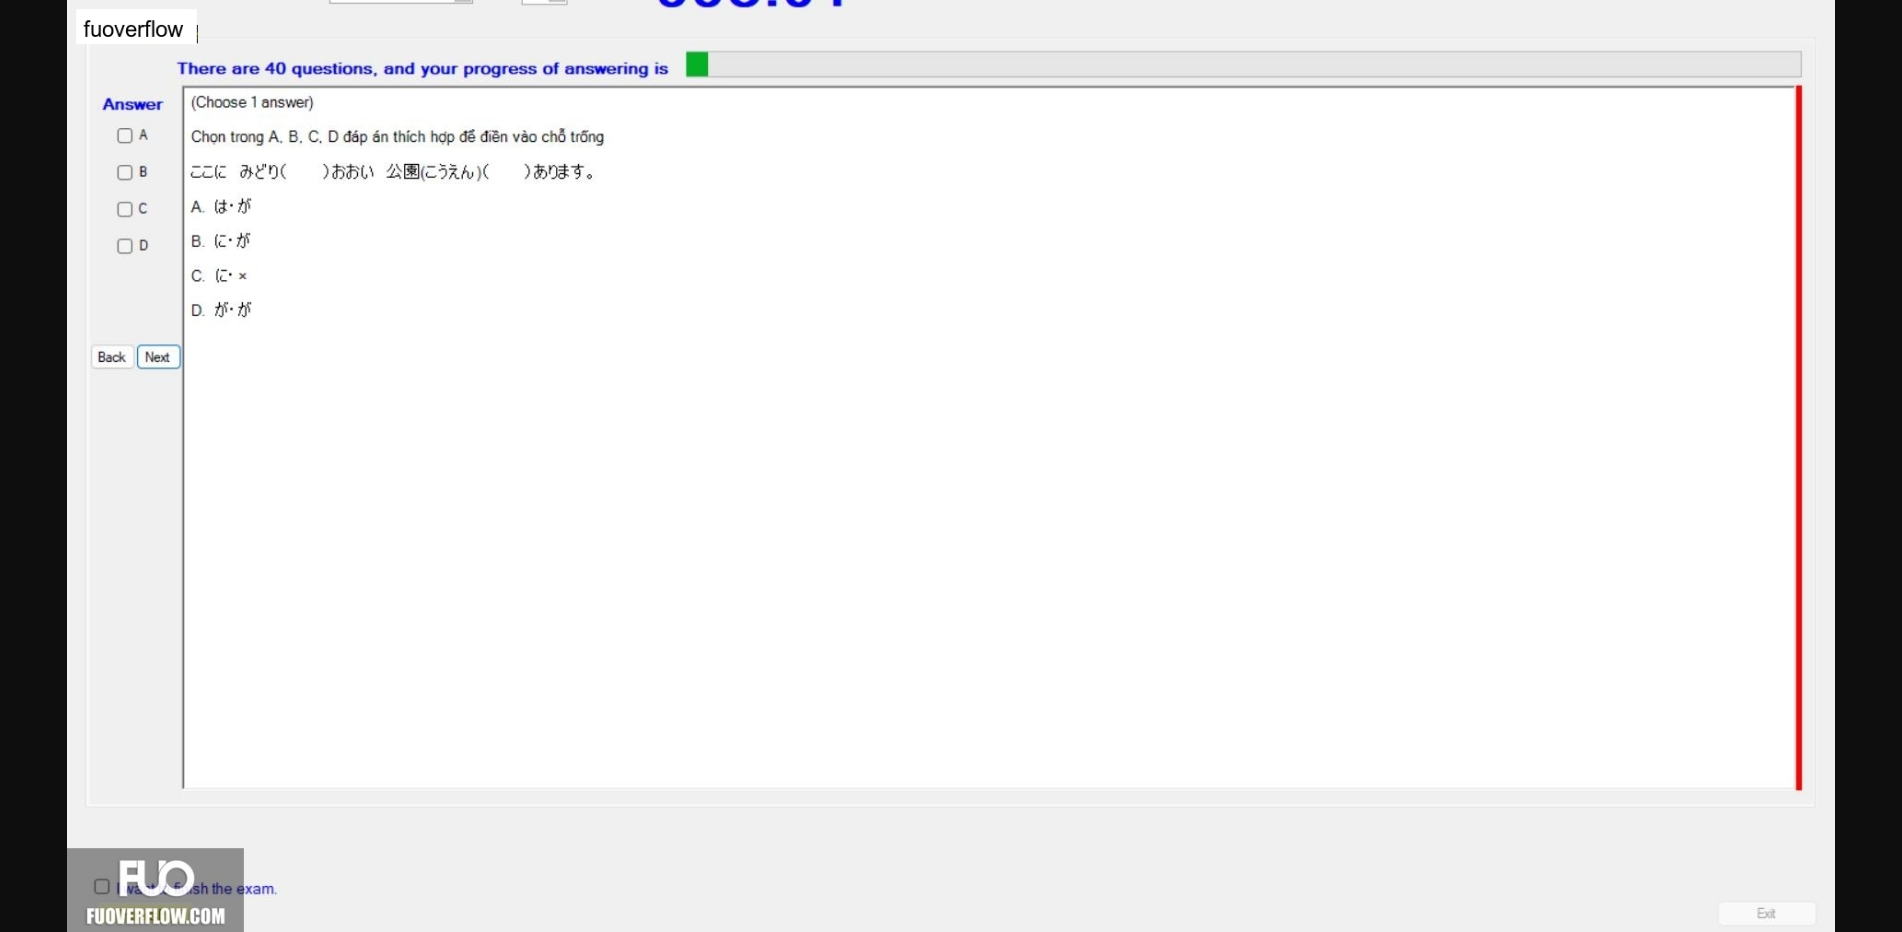 fuoverflow
There are 40 questions, and your progress of answering is
Answer
(Choose 1 answer)
A
Chọn trong A, B, C, D đáp án thích hợp để điền vào chỗ trống
B
ここに みどり( )おおい 公園(こうえん)( )あります。
C
A. は・が
D
B. に・が
C. に・×
D. が・が
Back Next
FUO
I want to finish the exam.
FUOVERFLOW.COM
Exit